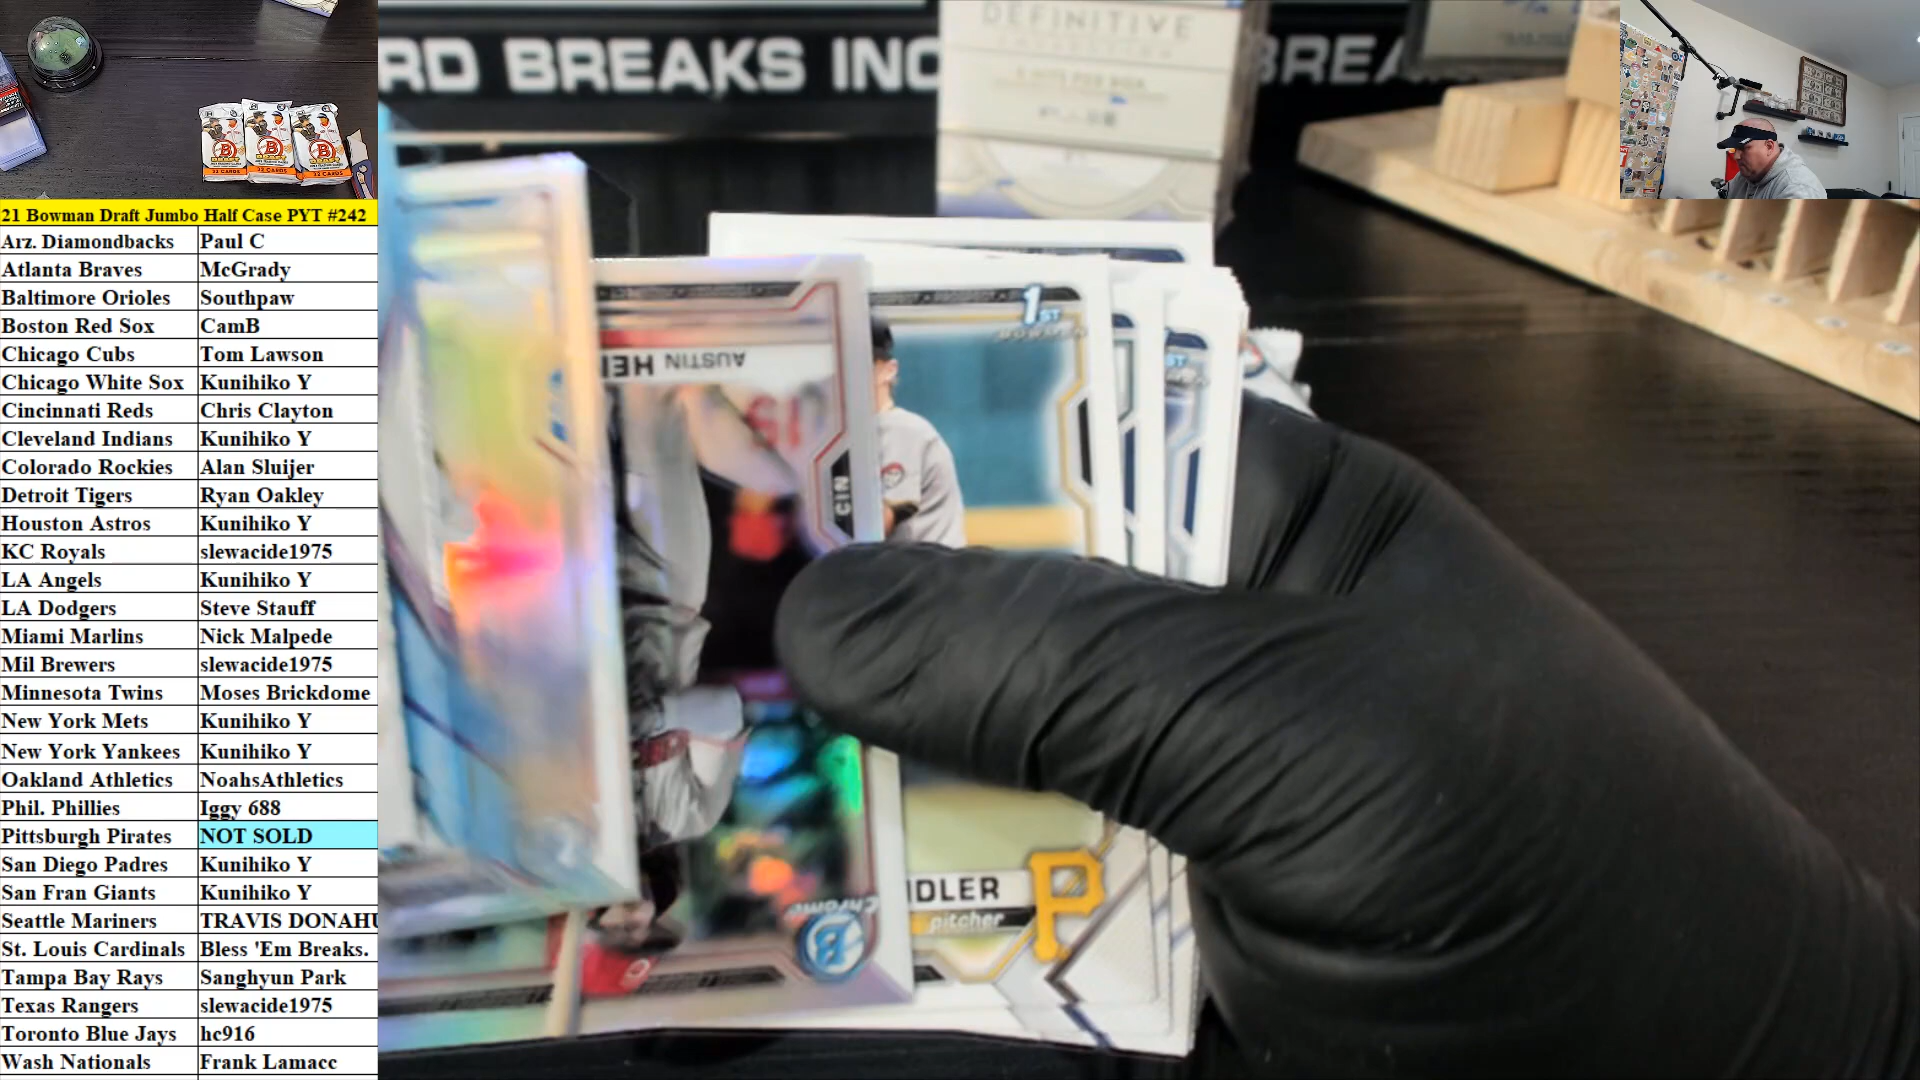 21 Bowman Draft Jumbo Half Case PYT #242
Arz. Diamondbacks Paul C
Atlanta Braves McGrady
Baltimore Orioles Southpaw
Boston Red Sox CamB
Chicago Cubs Tom Lawson
Chicago White Sox Kunihiko Y
Cincinnati Reds Chris Clayton
Cleveland Indians Kunihiko Y
Colorado Rockies Alan Sluijer
Detroit Tigers Ryan Oakley
Houston Astros Kunihiko Y
KC Royals slewacide1975
LA Angels Kunihiko Y
LA Dodgers Steve Stauff
Miami Marlins Nick Malpede
Mil Brewers slewacide1975
Minnesota Twins Moses Brickdome
New York Mets Kunihiko Y
New York Yankees Kunihiko Y
Oakland Athletics NoahsAthletics
Phil. Phillies Iggy 688
Pittsburgh Pirates NOT SOLD
San Diego Padres Kunihiko Y
San Fran Giants Kunihiko Y
Seattle Mariners TRAVIS DONAHU
St. Louis Cardinals Bless 'Em Breaks.
Tampa Bay Rays Sanghyun Park
Texas Rangers slewacide1975
Toronto Blue Jays hc916
Wash Nationals Frank Lamacc
RD BREAKS INC
BREA
DEFINITIVE
1ST
BOWMEN
AUSTIN
HE
CIN
Chrome
B
IDLER
pitcher
P